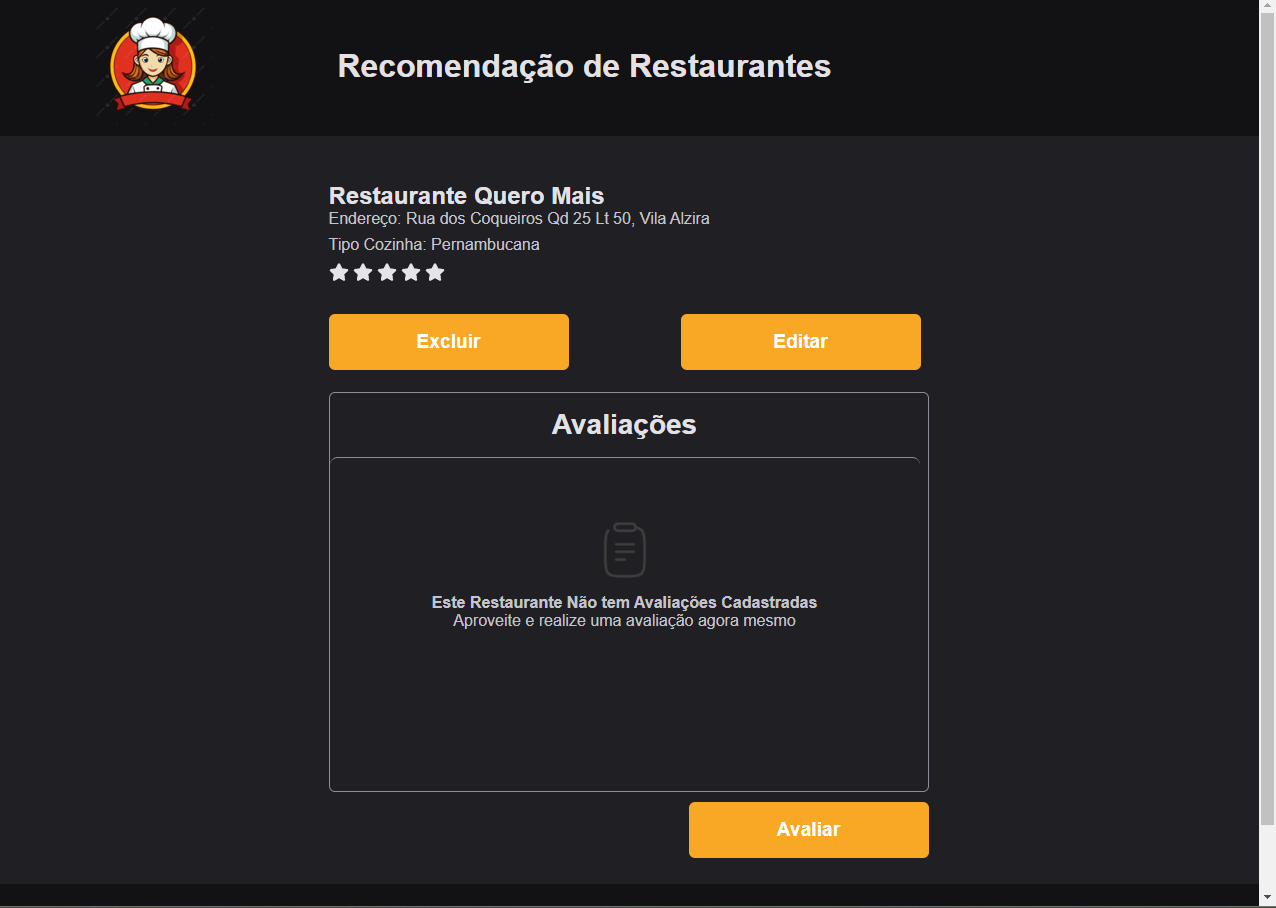 Recomendação de Restaurantes
Restaurante Quero Mais
Endereço: Rua dos Coqueiros Qd 25 Lt 50, Vila Alzira
Tipo Cozinha: Pernambucana
Excluir
Editar
Avaliações
Este Restaurante Não tem Avaliações Cadastradas
Aproveite e realize uma avaliação agora mesmo
Avaliar